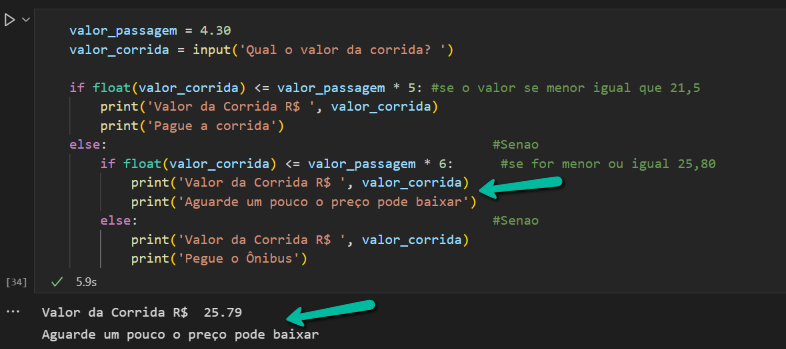 valor_passagem = 4.30
valor_corrida = input('Qual o valor da corrida? ')
if float(valor_corrida) <= valor_passagem * 5: #se o valor se menor igual que 21,5
print('Valor da Corrida R$ ', valor_corrida)
print('Pague a corrida')
else: #Senao
if float(valor_corrida) <= valor_passagem * 6: #se for menor ou igual 25,80
print('Valor da Corrida R$ ', valor_corrida)
print('Aguarde um pouco o preço pode baixar')
else: #Senao
print('Valor da Corrida R$ ', valor_corrida)
print('Pegue o Ônibus')
[34] 5.9s
Valor da Corrida R$  25.79
Aguarde um pouco o preço pode baixar